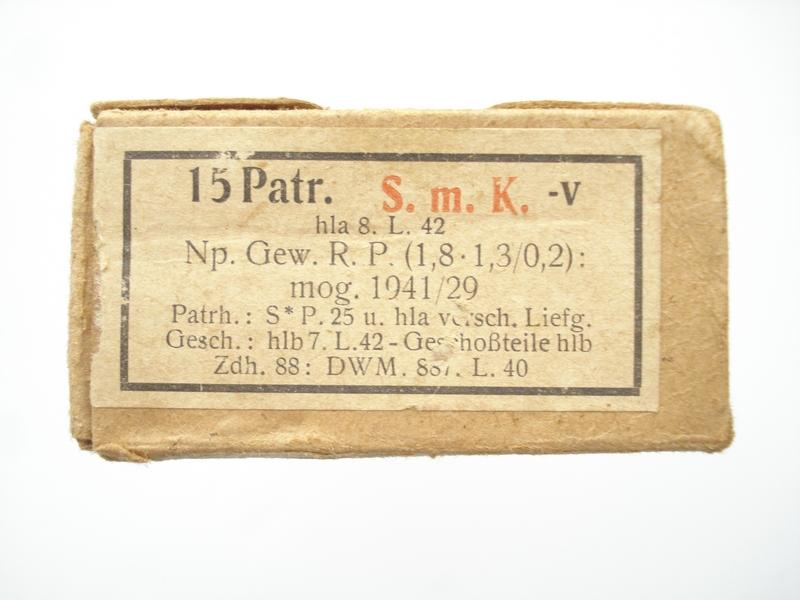 15 Patr. S. m. K. -v
hla 8. L. 42
Np. Gew. R. P. (1,8·1,3/0,2):
mog. 1941/29
Patrh.: S* P. 25 u. hla versch. Liefg.
Gesch.: hlb 7. L. 42 - Geschoßteile hlb
Zdh. 88: DWM. L. 40